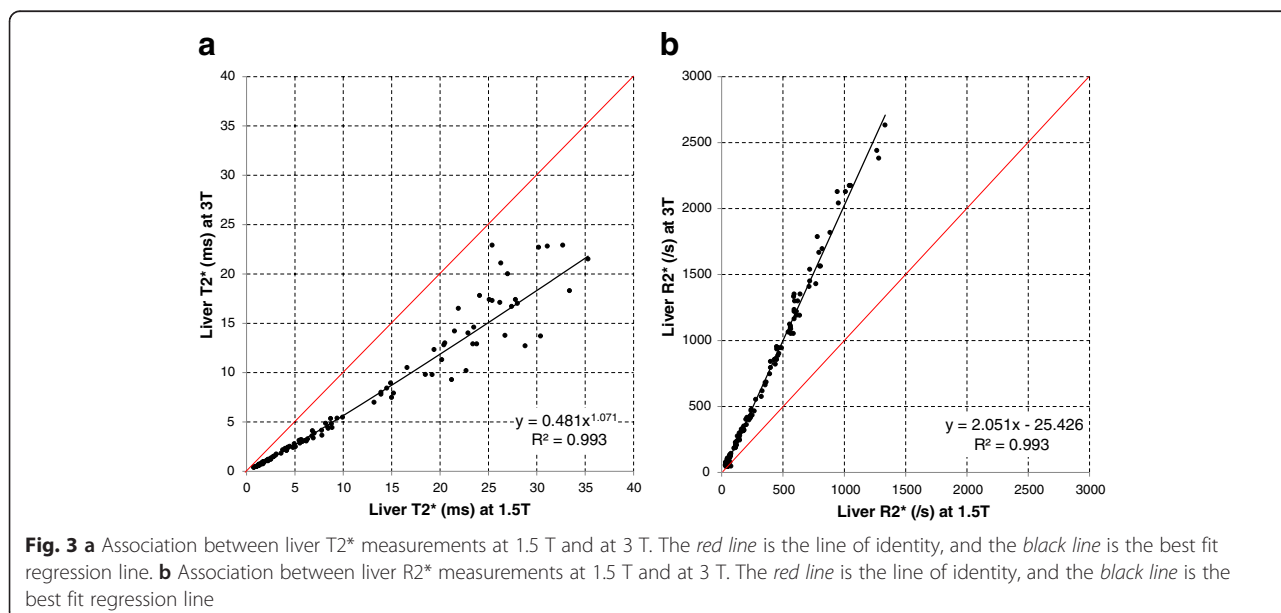 a
40
35
30
25
20
15
10
5
0
Liver T2* (ms) at 3T
0 5 10 15 20 25 30 35 40
Liver T2* (ms) at 1.5T
y = 0.481x^1.071
R² = 0.993
b
3000
2500
2000
1500
1000
500
0
Liver R2* (/s) at 3T
0 500 1000 1500 2000 2500 3000
Liver R2* (/s) at 1.5T
y = 2.051x - 25.426
R² = 0.993
Fig. 3 a Association between liver T2* measurements at 1.5 T and at 3 T. The red line is the line of identity, and the black line is the best fit
regression line. b Association between liver R2* measurements at 1.5 T and at 3 T. The red line is the line of identity, and the black line is the
best fit regression line